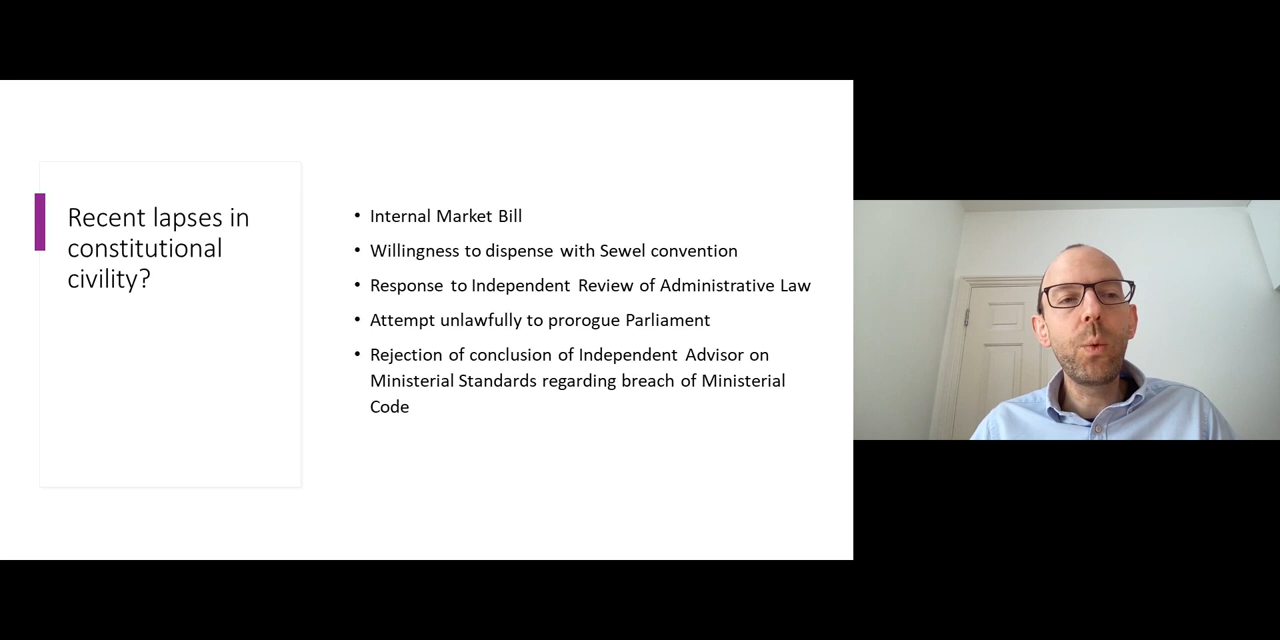 Recent lapses in
constitutional
civility?
• Internal Market Bill
• Willingness to dispense with Sewel convention
• Response to Independent Review of Administrative Law
• Attempt unlawfully to prorogue Parliament
• Rejection of conclusion of Independent Advisor on
Ministerial Standards regarding breach of Ministerial
Code